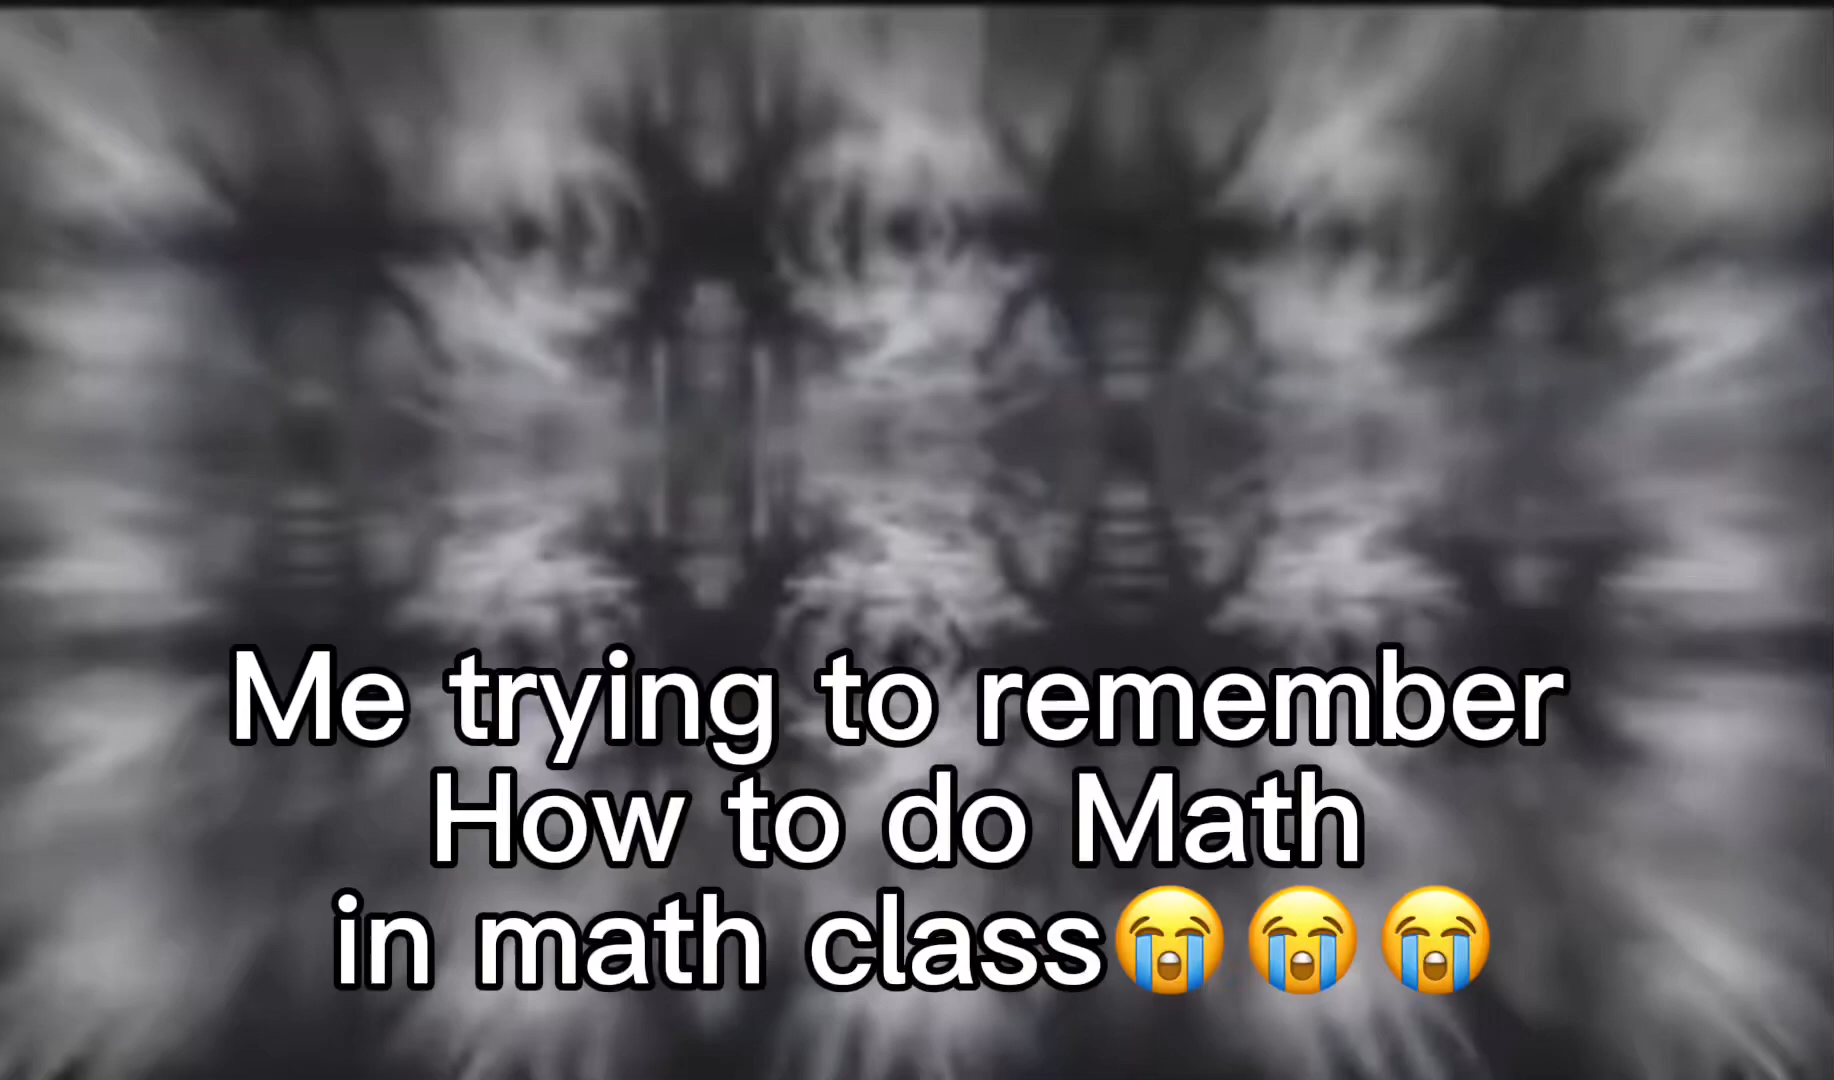 Me trying to remember
How to do Math
in math class😭😭😭